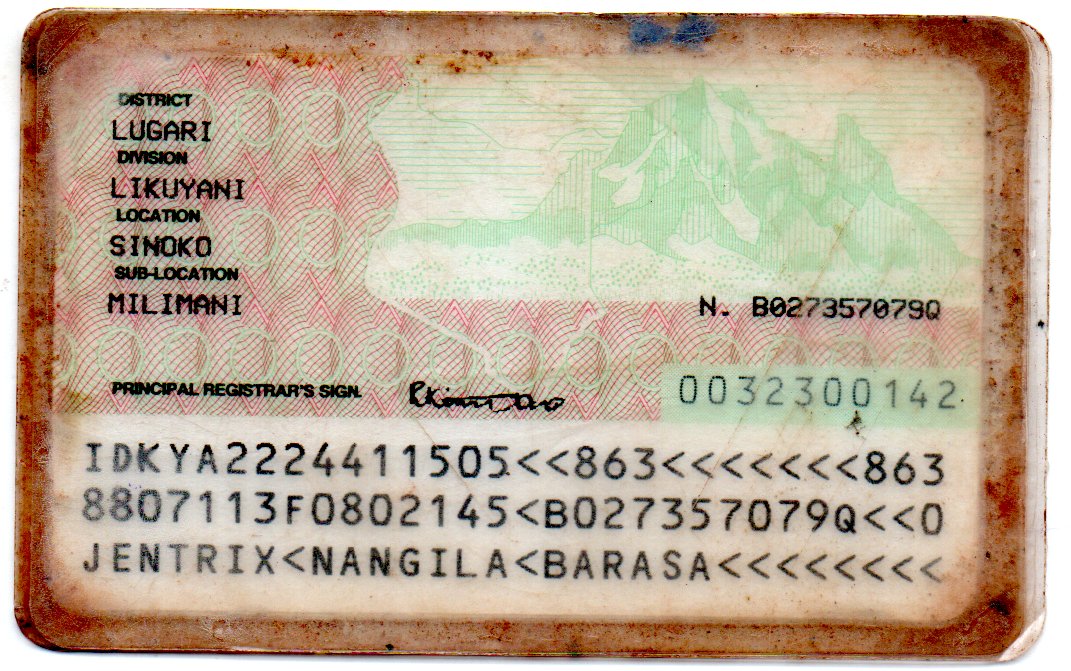 DISTRICT
LUGARI
DIVISION
LIKUYANI
LOCATION
SINOKO
SUB-LOCATION
MILIMANI
N. B027357079Q
PRINCIPAL REGISTRAR'S SIGN.
0032300142
IDKYA2224411505<<863<<<<<<<863
8807113F0802145<B027357079Q<<0
JENTRIX<NANGILA<BARASA<<<<<<<<